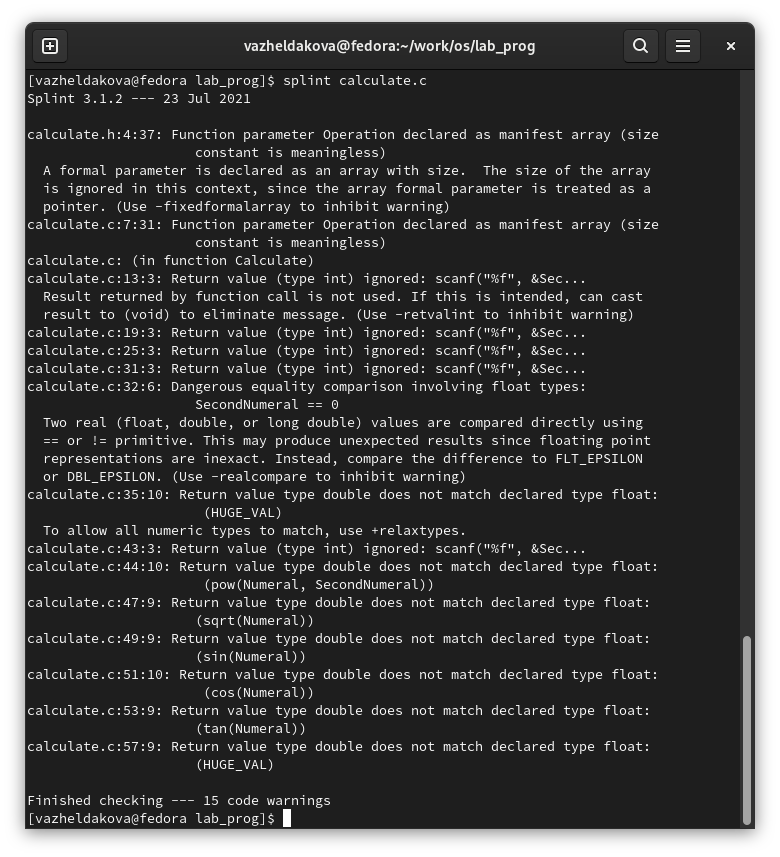 vazheldakova@fedora:~/work/os/lab_prog
[vazheldakova@fedora lab_prog]$ splint calculate.c
Splint 3.1.2 --- 23 Jul 2021

calculate.h:4:37: Function parameter Operation declared as manifest array (size
                     constant is meaningless)
  A formal parameter is declared as an array with size.  The size of the array
  is ignored in this context, since the array formal parameter is treated as a
  pointer. (Use -fixedformalarray to inhibit warning)
calculate.c:7:31: Function parameter Operation declared as manifest array (size
                     constant is meaningless)
calculate.c: (in function Calculate)
calculate.c:13:3: Return value (type int) ignored: scanf("%f", &Sec...
  Result returned by function call is not used. If this is intended, can cast
  result to (void) to eliminate message. (Use -retvalint to inhibit warning)
calculate.c:19:3: Return value (type int) ignored: scanf("%f", &Sec...
calculate.c:25:3: Return value (type int) ignored: scanf("%f", &Sec...
calculate.c:31:3: Return value (type int) ignored: scanf("%f", &Sec...
calculate.c:32:6: Dangerous equality comparison involving float types:
                     SecondNumeral == 0
  Two real (float, double, or long double) values are compared directly using
  == or != primitive. This may produce unexpected results since floating point
  representations are inexact. Instead, compare the difference to FLT_EPSILON
  or DBL_EPSILON. (Use -realcompare to inhibit warning)
calculate.c:35:10: Return value type double does not match declared type float:
                      (HUGE_VAL)
  To allow all numeric types to match, use +relaxtypes.
calculate.c:43:3: Return value (type int) ignored: scanf("%f", &Sec...
calculate.c:44:10: Return value type double does not match declared type float:
                      (pow(Numeral, SecondNumeral))
calculate.c:47:9: Return value type double does not match declared type float:
                     (sqrt(Numeral))
calculate.c:49:9: Return value type double does not match declared type float:
                     (sin(Numeral))
calculate.c:51:10: Return value type double does not match declared type float:
                      (cos(Numeral))
calculate.c:53:9: Return value type double does not match declared type float:
                     (tan(Numeral))
calculate.c:57:9: Return value type double does not match declared type float:
                     (HUGE_VAL)

Finished checking --- 15 code warnings
[vazheldakova@fedora lab_prog]$